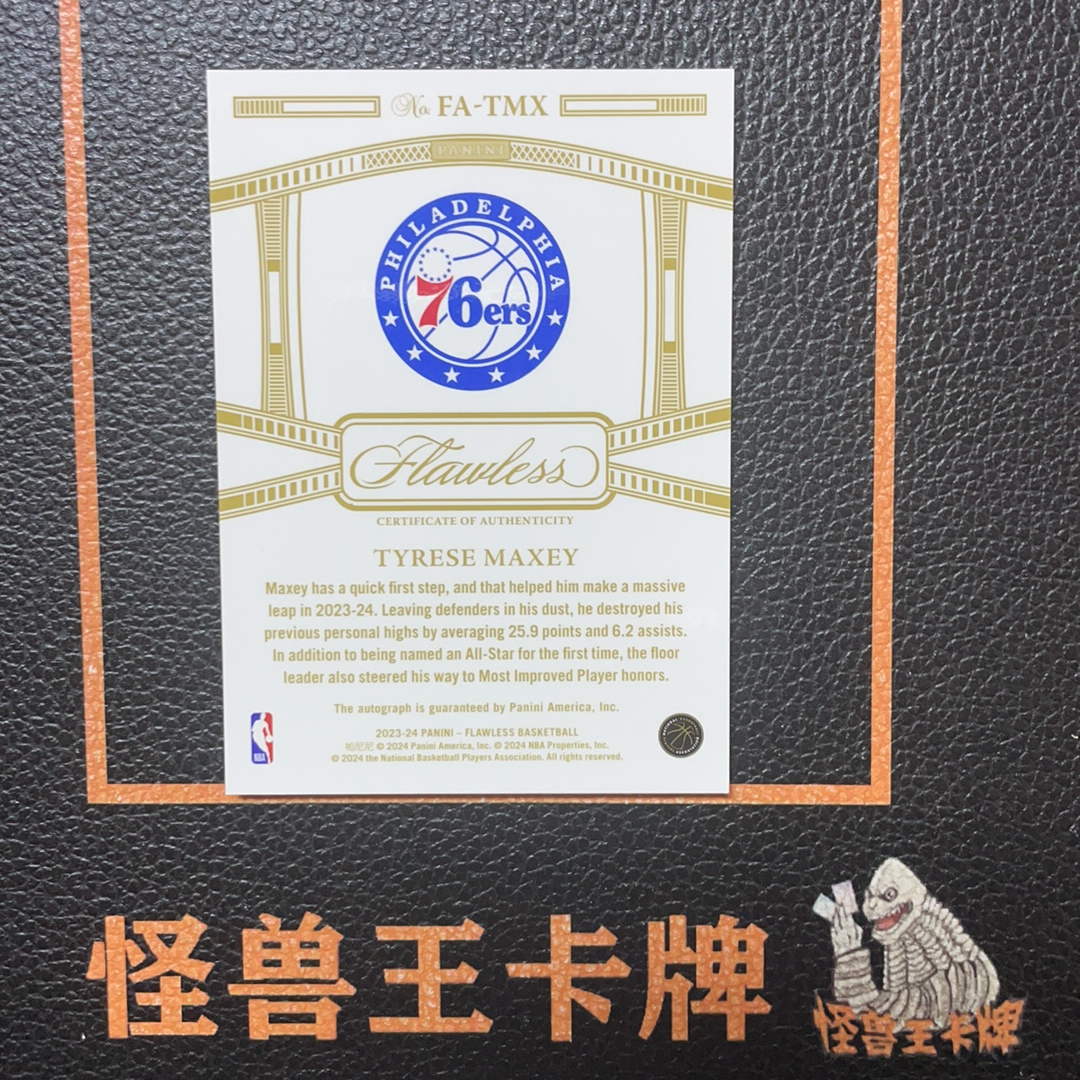 No FA-TMX
PANINI
PHILADELPHIA
76ers
Flawless
CERTIFICATE OF AUTHENTICITY
TYRESE MAXEY
Maxey has a quick first step, and that helped him make a massive
leap in 2023-24. Leaving defenders in his dust, he destroyed his
previous personal highs by averaging 25.9 points and 6.2 assists.
In addition to being named an All-Star for the first time, the floor
leader also steered his way to Most Improved Player honors.
The autograph is guaranteed by Panini America, Inc.
2023-24 PANINI – FLAWLESS BASKETBALL
帕尼尼 © 2024 Panini America, Inc. © 2024 NBA Properties, Inc.
© 2024 the National Basketball Players Association. All rights reserved.
NBA
怪兽王卡牌
怪兽王卡牌